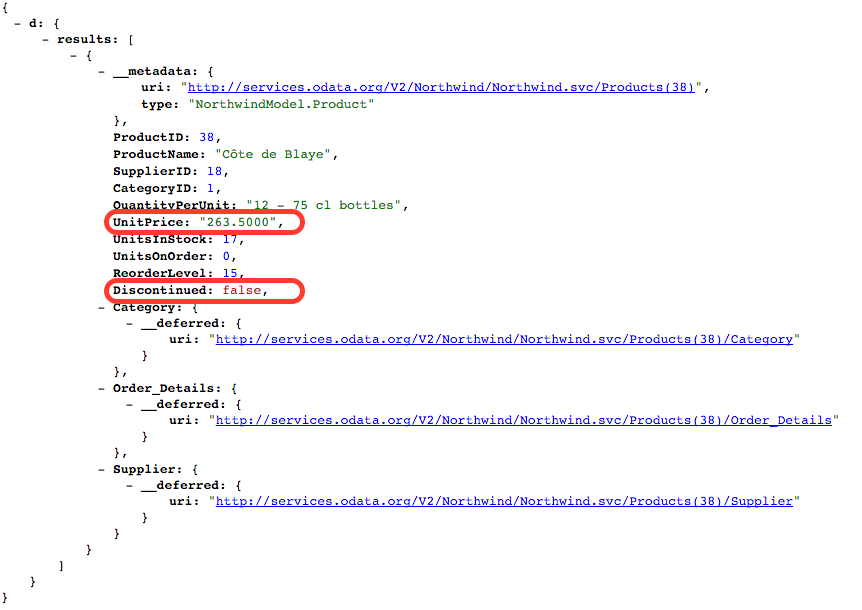 {
- d: {
- results: [
- {
- __metadata: {
uri: "http://services.odata.org/V2/Northwind/Northwind.svc/Products(38)",
type: "NorthwindModel.Product"
},
ProductID: 38,
ProductName: "Côte de Blaye",
SupplierID: 18,
CategoryID: 1,
QuantityPerUnit: "12 - 75 cl bottles",
UnitPrice: "263.5000",
UnitsInStock: 17,
UnitsOnOrder: 0,
ReorderLevel: 15,
Discontinued: false,
- Category: {
- __deferred: {
uri: "http://services.odata.org/V2/Northwind/Northwind.svc/Products(38)/Category"
}
},
- Order_Details: {
- __deferred: {
uri: "http://services.odata.org/V2/Northwind/Northwind.svc/Products(38)/Order_Details"
}
},
- Supplier: {
- __deferred: {
uri: "http://services.odata.org/V2/Northwind/Northwind.svc/Products(38)/Supplier"
}
}
}
]
}
}